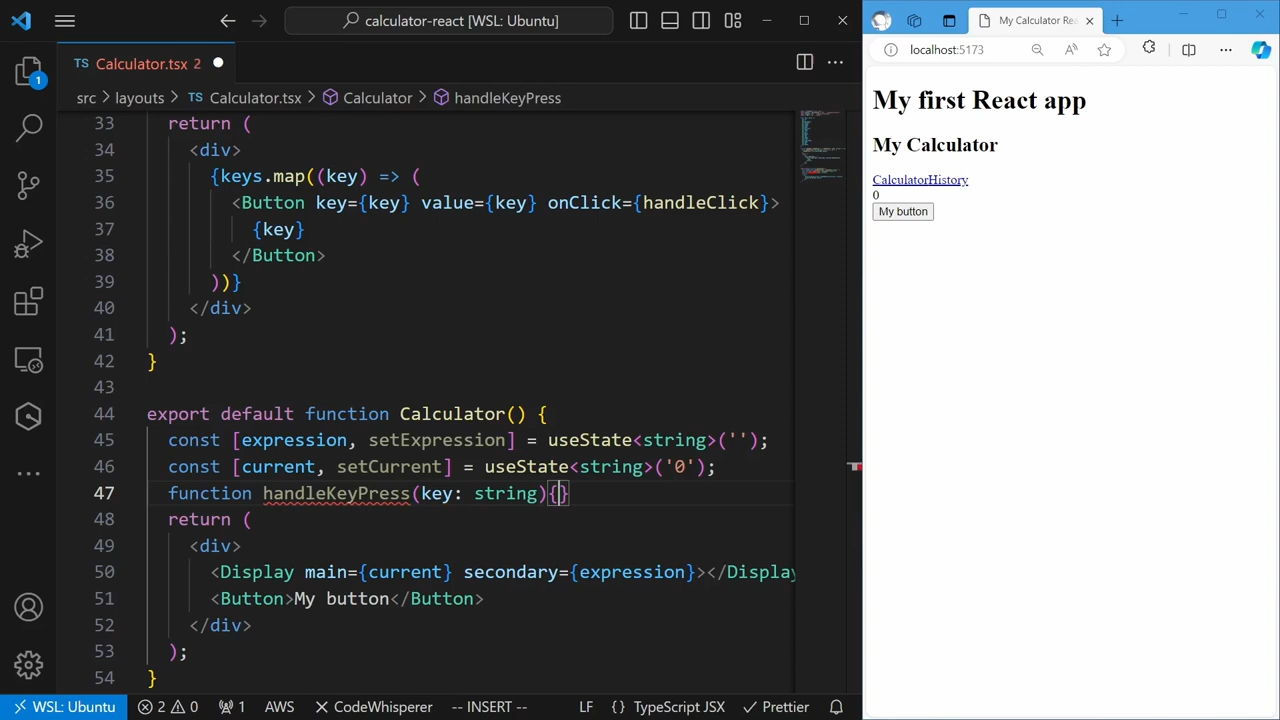 calculator-react [WSL: Ubuntu]
TS Calculator.tsx 2
src > layouts > TS Calculator.tsx > Calculator > handleKeyPress
1
33 return (
34 <div>
35 {keys.map((key) => (
36 <Button key={key} value={key} onClick={handleClick}>
37 {key}
38 </Button>
39 ))}
40 </div>
41 );
42 }
43
44 export default function Calculator() {
45 const [expression, setExpression] = useState<string>('');
46 const [current, setCurrent] = useState<string>('0');
47 function handleKeyPress(key: string){}
48 return (
49 <div>
50 <Display main={current} secondary={expression}></Display
51 <Button>My button</Button>
52 </div>
53 );
54 }
WSL: Ubuntu 2 0 1 AWS CodeWhisperer -- INSERT -- LF {} TypeScript JSX Prettier
My Calculator Rea
localhost:5173
My first React app
My Calculator
CalculatorHistory
0
My button